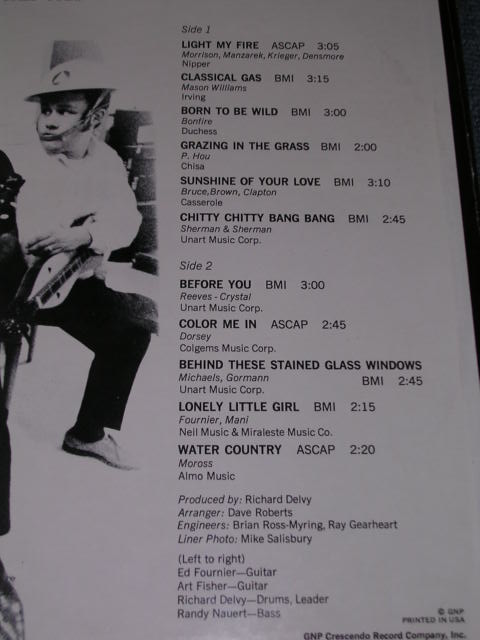 Side 1
LIGHT MY FIRE ASCAP 3:05
Morrison, Manzarek, Krieger, Densmore
Nipper
CLASSICAL GAS BMI 3:15
Mason Williams
Irving
BORN TO BE WILD BMI 3:00
Bonfire
Duchess
GRAZING IN THE GRASS BMI 2:00
P. Hou
Chisa
SUNSHINE OF YOUR LOVE BMI 3:10
Bruce,Brown, Clapton
Casserole
CHITTY CHITTY BANG BANG BMI 2:45
Sherman & Sherman
Unart Music Corp.
Side 2
BEFORE YOU BMI 3:00
Reeves - Crystal
Unart Music Corp.
COLOR ME IN ASCAP 2:45
Dorsey
Colgems Music Corp.
BEHIND THESE STAINED GLASS WINDOWS
Michaels, Gormann BMI 2:45
Unart Music Corp.
LONELY LITTLE GIRL BMI 2:15
Fournier, Mani
Neil Music & Miraleste Music Co.
WATER COUNTRY ASCAP 2:20
Moross
Almo Music
Produced by: Richard Delvy
Arranger: Dave Roberts
Engineers: Brian Ross-Myring, Ray Gearheart
Liner Photo: Mike Salisbury
(Left to right)
Ed Fournier—Guitar
Art Fisher—Guitar
Richard Delvy—Drums, Leader
Randy Nauert—Bass
© GNP
PRINTED IN USA
GNP Crescendo Record Company, Inc.